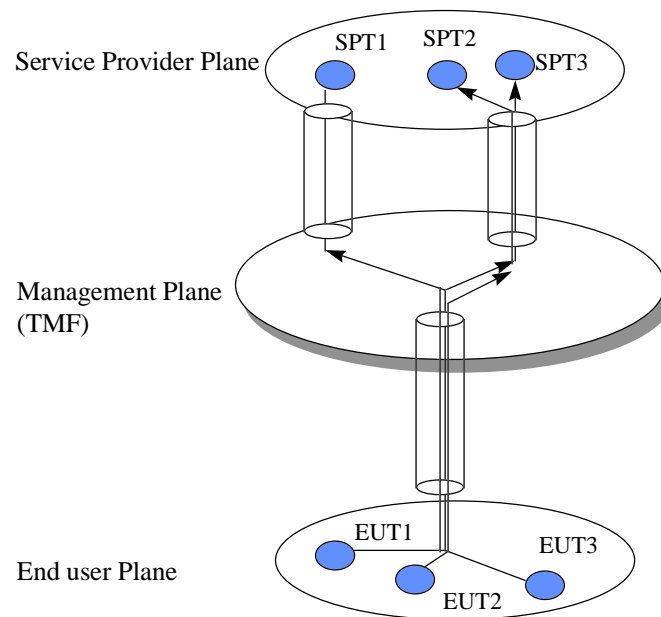 SPT1
SPT2
SPT3
Service Provider Plane
Management Plane
(TMF)
EUT1
EUT3
EUT2
End user Plane